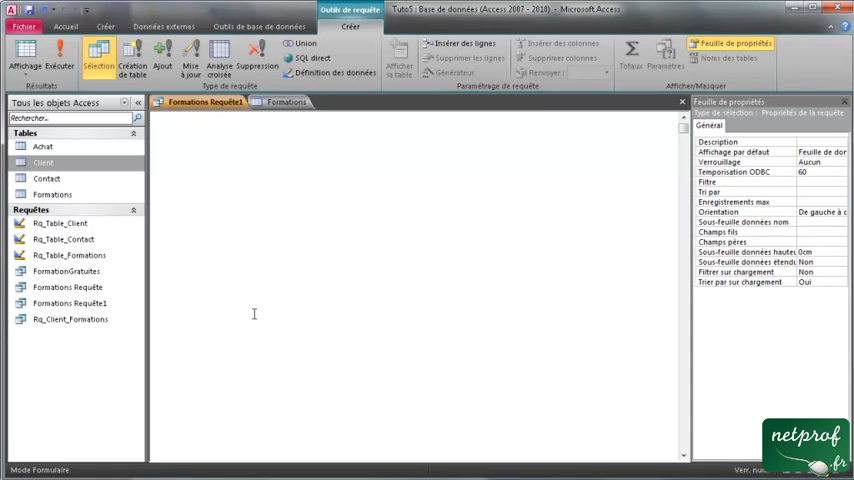 Outils de requête
Tuto5 : Base de données (Access 2007 - 2010) - Microsoft Access
Fichier Accueil Créer Données externes Outils de base de données Créer
Affichage
Exécuter
Sélection
Création de table
Ajout
Mise à jour
Analyse croisée
Suppression
Union
SQL direct
Définition des données
Afficher la table
Insérer des lignes
Supprimer les lignes
Générateur
Insérer des colonnes
Supprimer colonnes
Renvoyer :
Totaux
Paramètres
Feuille de propriétés
Noms des tables
Résultats
Type de requête
Paramétrage de requête
Afficher/Masquer
Tous les objets Access
Rechercher...
Tables
Achat
Client
Contact
Formations
Requêtes
Rq_Table_Client
Rq_Table_Contact
Rq_Table_Formations
FormationGratuites
Formations Requête
Formations Requête1
Rq_Client_Formations
Formations Requête1
Formations
Feuille de propriétés
Type de sélection : Propriétés de la requête
Général
Description
Affichage par défaut Feuille de don
Verrouillage Aucun
Temporisation ODBC 60
Filtre
Tri par
Enregistrements max
Orientation De gauche à d
Sous-feuille données nom
Champs fils
Champs pères
Sous-feuille données hauteu 0cm
Sous-feuille données étendu Non
Filtrer sur chargement Non
Trier par sur chargement Oui
netprof
.fr
Mode Formulaire
Verr. num